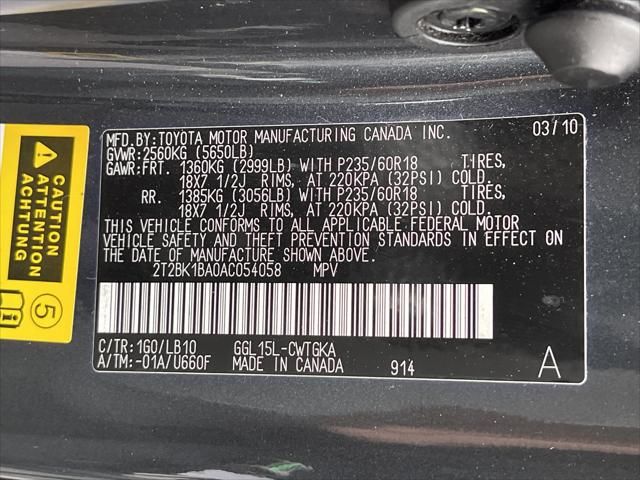 MFD. BY: TOYOTA MOTOR MANUFACTURING CANADA INC. 03/10
GVWR: 2560KG (5650LB)
GAWR: FRT. 1360KG (2999LB) WITH P235/60R18 TIRES,
18X7 1/2J RIMS, AT 220KPA (32PSI) COLD.
RR. 1385KG (3056LB) WITH P235/60R18 TIRES,
18X7 1/2J RIMS, AT 220KPA (32PSI) COLD.
THIS VEHICLE CONFORMS TO ALL APPLICABLE FEDERAL MOTOR
VEHICLE SAFETY AND THEFT PREVENTION STANDARDS IN EFFECT ON
THE DATE OF MANUFACTURE SHOWN ABOVE.
2T2BK1BA0AC054058 MPV
C/TR: 1G0/LB10 GGL15L-CWTGKA
A/TM: -01A/U660F MADE IN CANADA 914 A
CAUTION
ATTENTION
ACHTUNG
5